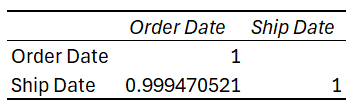 Order Date Ship Date
Order Date 1
Ship Date 0.999470521 1